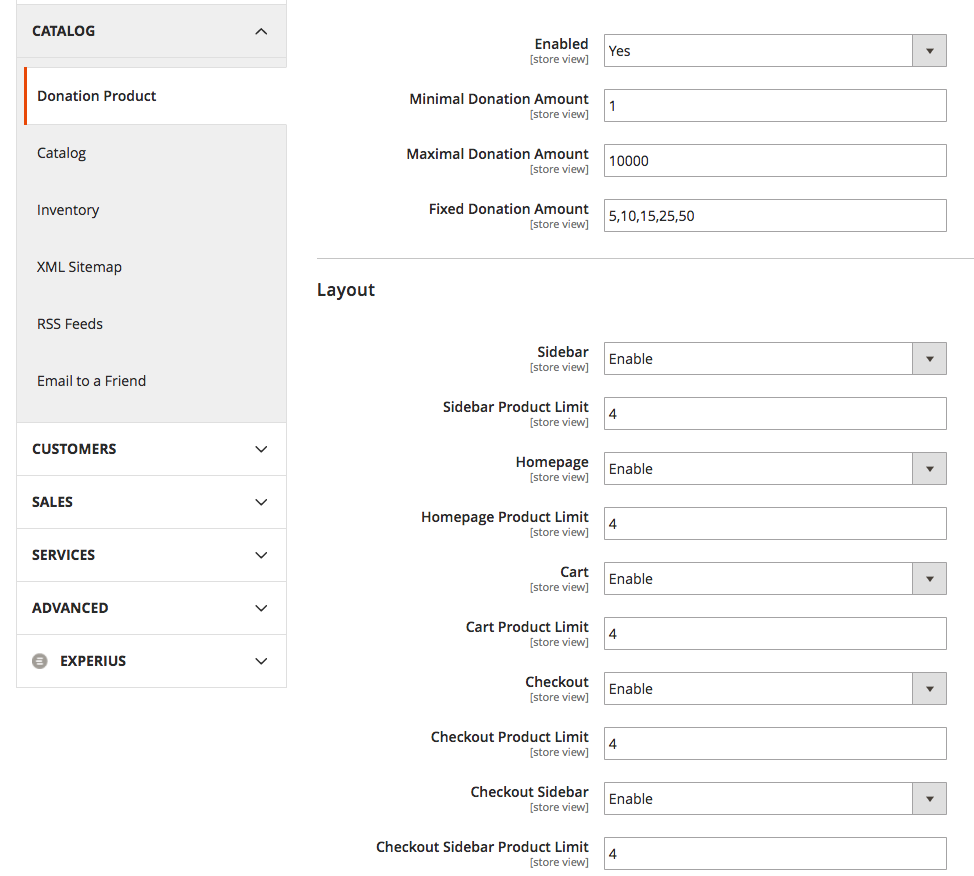 CATALOG
Donation Product
Catalog
Inventory
XML Sitemap
RSS Feeds
Email to a Friend
CUSTOMERS
SALES
SERVICES
ADVANCED
EXPERIUS
Enabled
[store view]
Yes
Minimal Donation Amount
[store view]
1
Maximal Donation Amount
[store view]
10000
Fixed Donation Amount
[store view]
5,10,15,25,50
Layout
Sidebar
[store view]
Enable
Sidebar Product Limit
[store view]
4
Homepage
[store view]
Enable
Homepage Product Limit
[store view]
4
Cart
[store view]
Enable
Cart Product Limit
[store view]
4
Checkout
[store view]
Enable
Checkout Product Limit
[store view]
4
Checkout Sidebar
[store view]
Enable
Checkout Sidebar Product Limit
[store view]
4